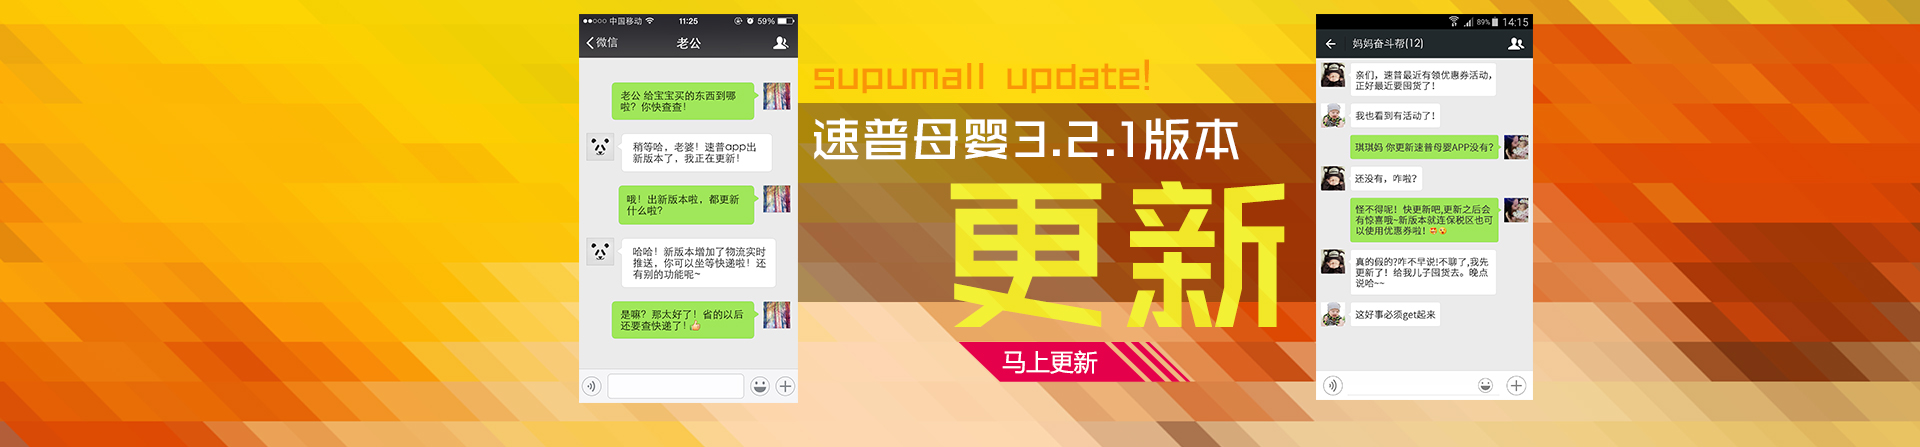 中国移动 11:25 59%
微信 老公
老公 给宝宝买的东西到哪
啦？你快查查！
稍等哈，老婆！速普app出
新版本了，我正在更新！
哦！出新版本啦，都更新
什么啦？
哈哈！新版本增加了物流实时
推送，你可以坐等快递啦！还
有别的功能呢~
是嘛？那太好了！省的以后
还要查快递了！👍
supumall update!
速普母婴3.2.1版本
更新
马上更新
89% 14:15
妈妈奋斗帮(12)
亲们，速普最近有领优惠券活动，
正好最近要囤货了！
我也看到有活动了！
琪琪妈 你更新速普母婴APP没有？
还没有，咋啦？
怪不得呢！快更新吧,更新之后会
有惊喜哦~新版本就连保税区也可
以使用优惠券啦！🥰😍
真的假的?咋不早说!不聊了,我先
更新了！给我儿子囤货去。晚点
说哈~~
这好事必须get起来